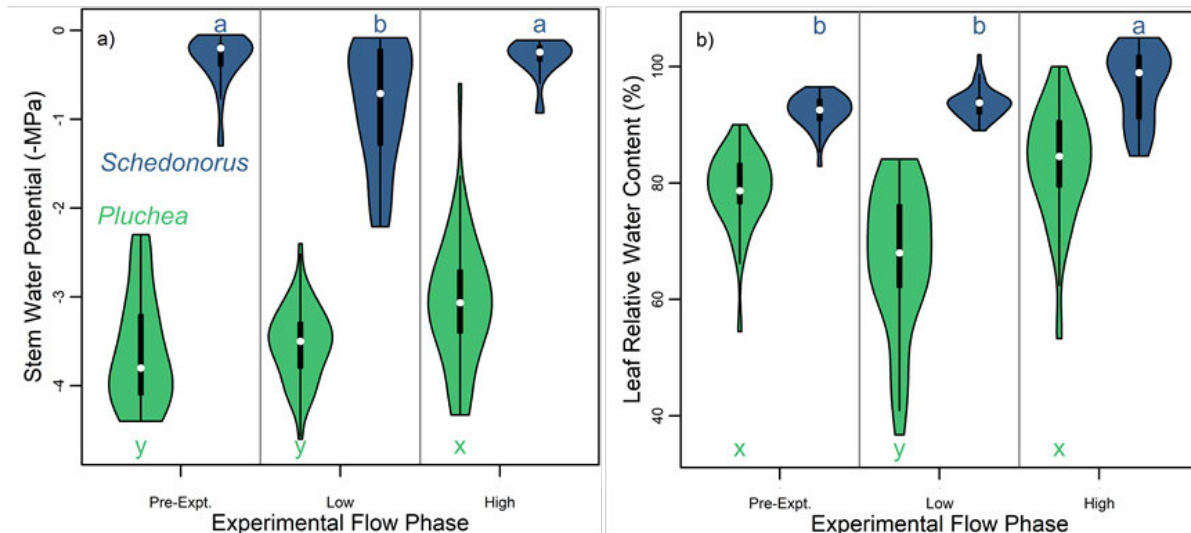 a)
0
-1
-2
-3
-4
Stem Water Potential (-MPa)
a
b
a
Schedonorus
Pluchea
y
y
x
Pre-Expt.
Low
High
Experimental Flow Phase
b)
100
80
60
40
Leaf Relative Water Content (%)
b
b
a
x
y
x
Pre-Expt.
Low
High
Experimental Flow Phase